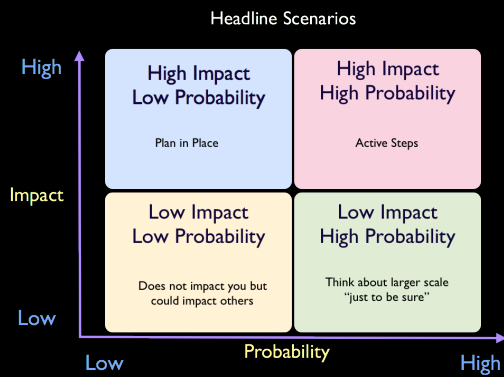 Headline Scenarios
High
High Impact
Low Probability
Plan in Place
High Impact
High Probability
Active Steps
Impact
Low Impact
Low Probability
Does not impact you but
could impact others
Low Impact
High Probability
Think about larger scale
“just to be sure”
Low
Low
Probability
High